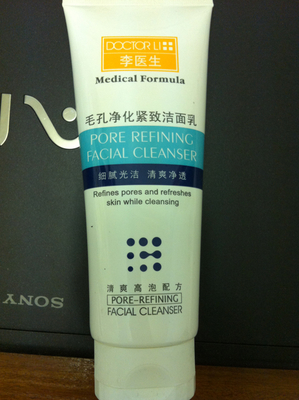 DOCTOR LI
李医生
Medical Formula
毛孔净化紧致洁面乳
PORE REFINING
FACIAL CLEANSER
细腻光洁 清爽净透
Refines pores and refreshes
skin while cleansing
清爽高泡配方
PORE-REFINING
FACIAL CLEANSER
SONY